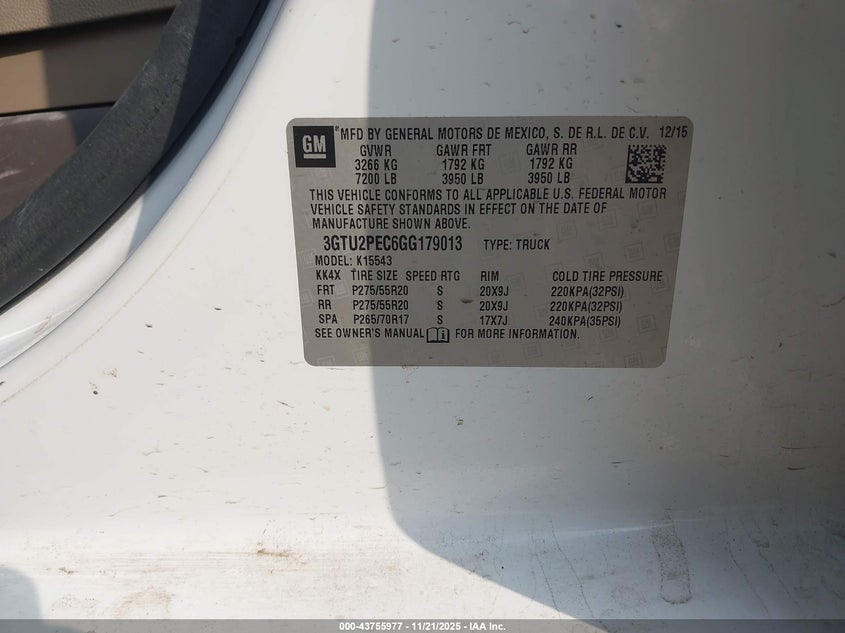 GM ®MFD BY GENERAL MOTORS DE MEXICO, S. DE R.L. DE C.V. 12/15
GVWR GAWR FRT GAWR RR
3266 KG 1792 KG 1792 KG
7200 LB 3950 LB 3950 LB
THIS VEHICLE CONFORMS TO ALL APPLICABLE U.S. FEDERAL MOTOR
VEHICLE SAFETY STANDARDS IN EFFECT ON THE DATE OF
MANUFACTURE SHOWN ABOVE.
3GTU2PEC6GG179013 TYPE: TRUCK
MODEL: K15543
KK4X TIRE SIZE SPEED RTG RIM COLD TIRE PRESSURE
FRT P275/55R20 S 20X9J 220KPA(32PSI)
RR P275/55R20 S 20X9J 220KPA(32PSI)
SPA P265/70R17 S 17X7J 240KPA(35PSI)
SEE OWNER'S MANUAL FOR MORE INFORMATION.
000-43755977 - 11/21/2025 - IAA Inc.